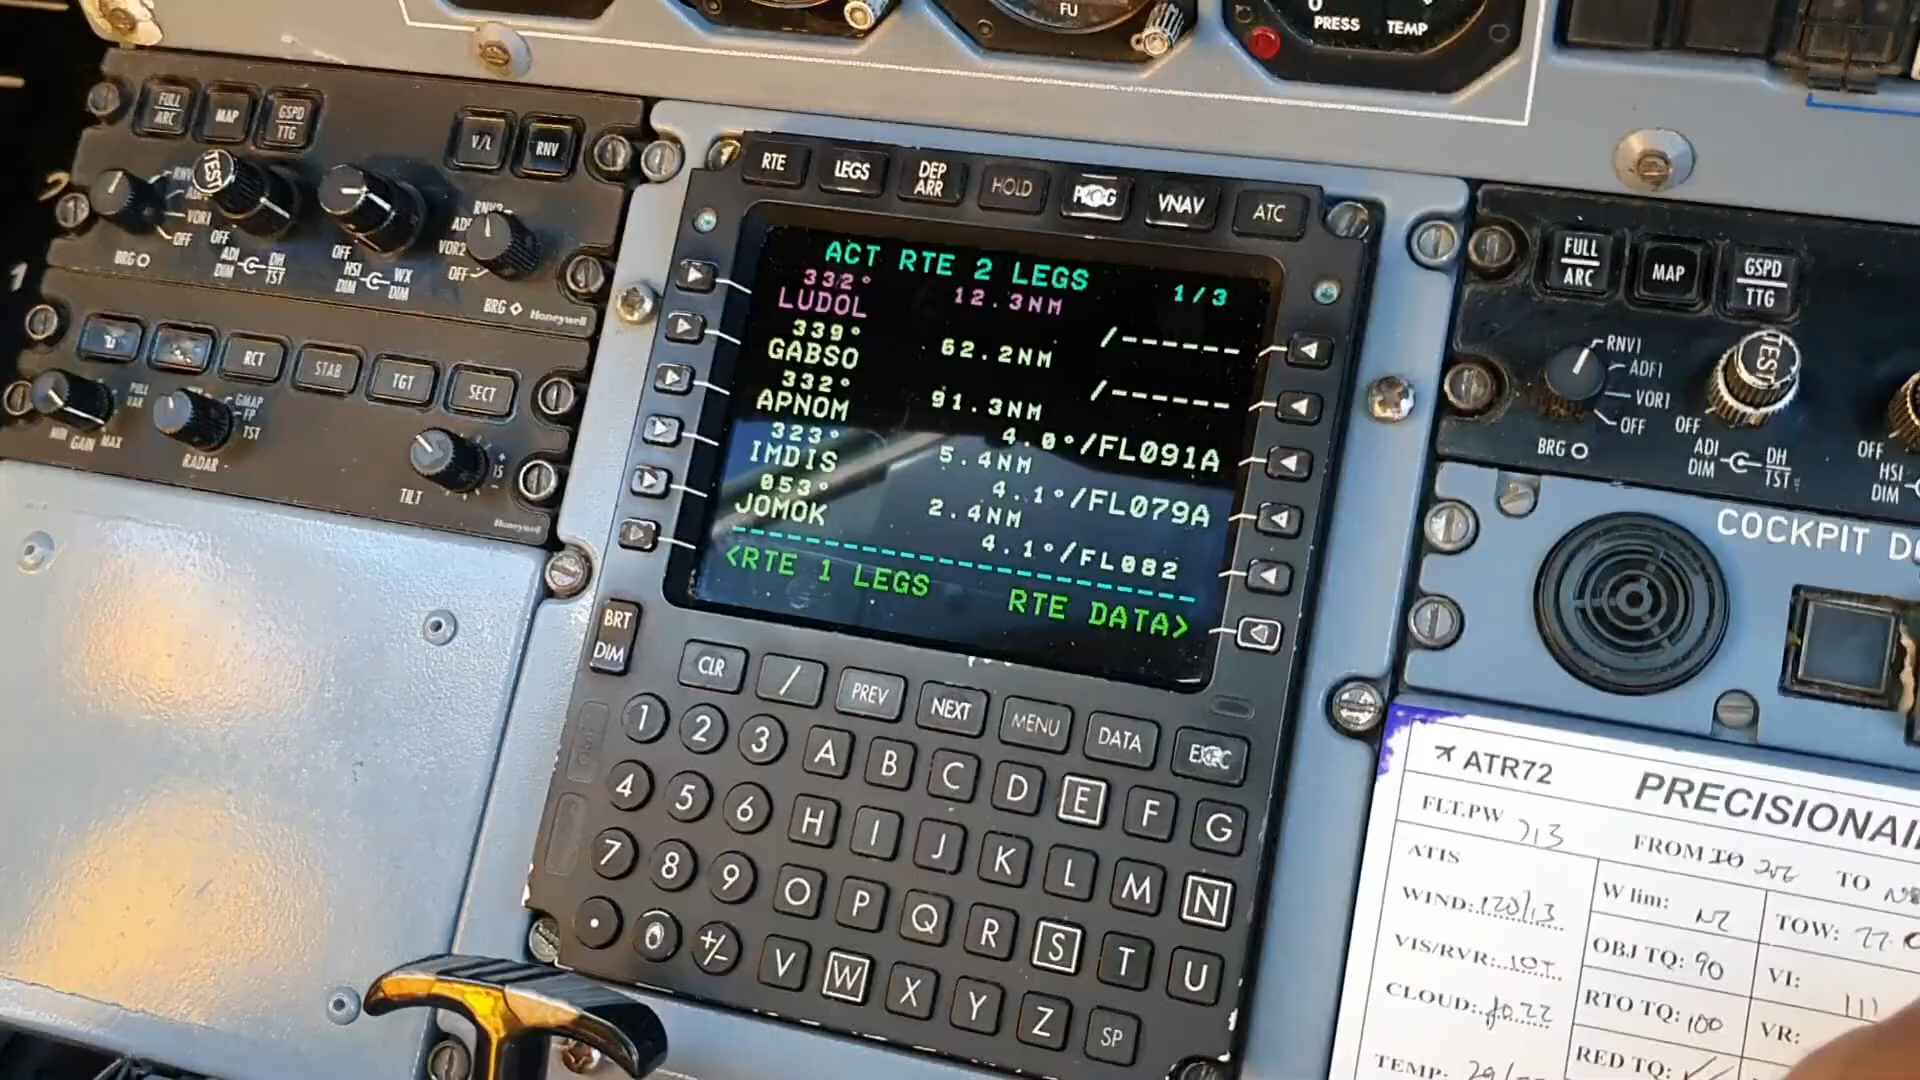 FU
PRESS TEMP
FULL
ARC
MAP
GSPD
TTG
V/L
RNV
TEST
VOR1
OFF
BRG
OFF
ADI
DIM
DH
TST
OFF
HSI
DIM
WX
DIM
RNV2
VOR2
OFF
BRG
Honeywell
RCT
STAB
TGT
SECT
MIN GAIN MAX
RADAR
GMAP
FP
TST
TILT
15
Honeywell
RTE
LEGS
DEP
ARR
HOLD
PROG
VNAV
ATC
ACT RTE 2 LEGS 1/3
332° 12.3NM
LUDOL
339° 62.2NM /------
GABSO
332° 91.3NM /------
APNOM
323° 5.4NM 4.0°/FL091A
IMDIS
053° 2.4NM 4.1°/FL079A
JOMOK
4.1°/FL082
<RTE 1 LEGS RTE DATA>
BRT
DIM
CLR
/
PREV
NEXT
MENU
DATA
EXEC
1 2 3 A B C D E F G
4 5 6 H I J K L M N
7 8 9 O P Q R S T U
. 0 +/- V W X Y Z SP
FULL
ARC
MAP
GSPD
TTG
RNV1
ADF1
VOR1
OFF
BRG
TEST
OFF
ADI
DIM
DH
TST
OFF
HSI
DIM
COCKPIT
ATR72 PRECISIONAI
FLT.PW 713
FROM TO
ATIS
WIND: 120/13
VIS/RVR:
CLOUD:
TEMP:
W lim:
OBJ TQ: 90
RTO TQ: 100
RED TQ:
TOW:
VI: 111
VR: